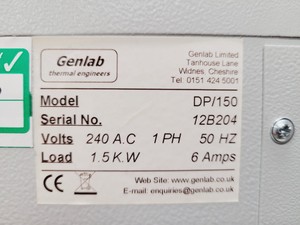 Genlab
thermal engineers
Genlab Limited
Tanhouse Lane
Widnes, Cheshire
Tel 0151 424 5001
Model DP/150
Serial No. 12B204
Volts 240 A.C 1 PH 50 HZ
Load 1.5 K.W 6 Amps
CE
Web Site: www.genlab.co.uk
E-mail: enquiries@genlab.co.uk